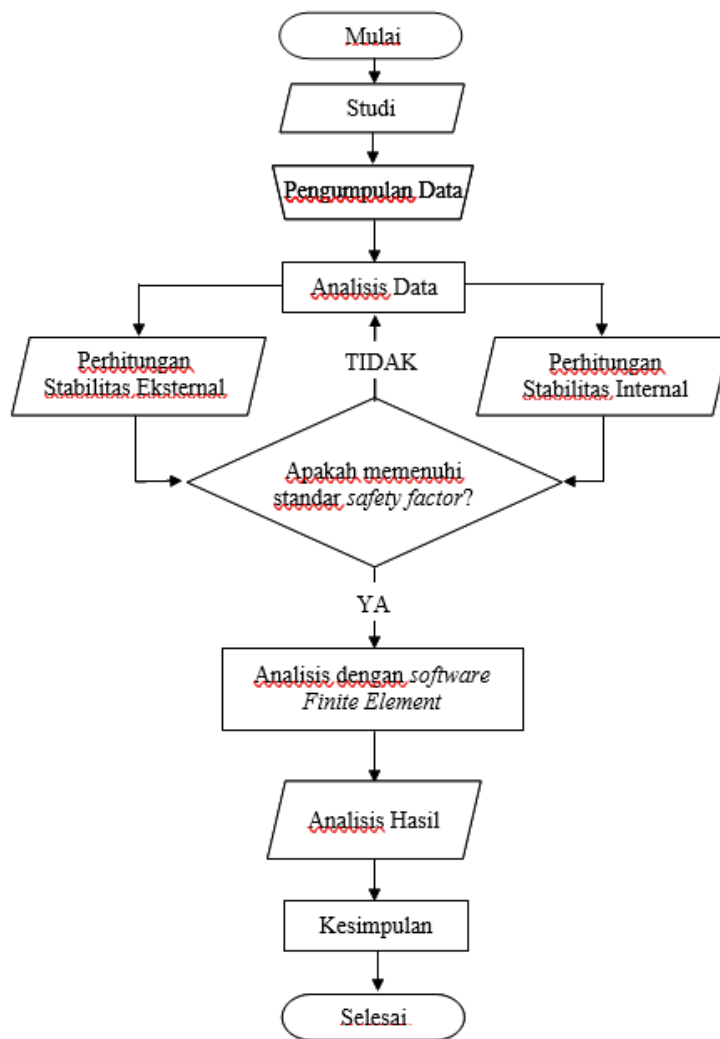 Mulai
Studi
Pengumpulan Data
Analisis Data
Perhitungan
Stabilitas Eksternal
TIDAK
Perhitungan
Stabilitas Internal
Apakah memenuhi
standar safety factor?
YA
Analisis dengan software
Finite Element
Analisis Hasil
Kesimpulan
Selesai